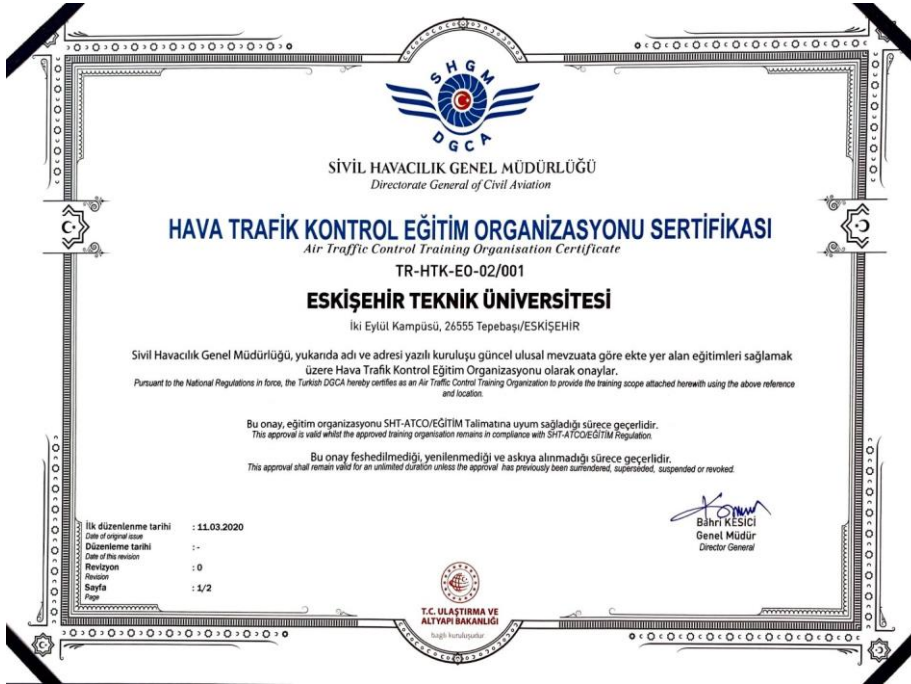 SHGM
DGCA
SİVİL HAVACILIK GENEL MÜDÜRLÜĞÜ
Directorate General of Civil Aviation
HAVA TRAFİK KONTROL EĞİTİM ORGANİZASYONU SERTİFİKASI
Air Traffic Control Training Organisation Certificate
TR-HTK-EO-02/001
ESKİŞEHİR TEKNİK ÜNİVERSİTESİ
İki Eylül Kampüsü, 26555 Tepebaşı/ESKİŞEHİR
Sivil Havacılık Genel Müdürlüğü, yukarıda adı ve adresi yazılı kuruluşu güncel ulusal mevzuata göre ekte yer alan eğitimleri sağlamak
üzere Hava Trafik Kontrol Eğitim Organizasyonu olarak onaylar.
Pursuant to the National Regulations in force, the Turkish DGCA hereby certifies as an Air Traffic Control Training Organization to provide the training scope attached herewith using the above reference
and location.
Bu onay, eğitim organizasyonu SHT-ATCO/EĞİTİM Talimatına uyum sağladığı sürece geçerlidir.
This approval is valid whilst the approved training organisation remains in compliance with SHT-ATCO/EĞİTİM Regulation.
Bu onay feshedilmediği, yenilenmediği ve askıya alınmadığı sürece geçerlidir.
This approval shall remain valid for an unlimited duration unless the approval has previously been surrendered, superseded, suspended or revoked.
Bahri KESİCİ
Genel Müdür
Director General
İlk düzenlenme tarihi : 11.03.2020
Date of original issue
Düzenleme tarihi : -
Date of this revision
Revizyon : 0
Revision
Sayfa : 1/2
Page
T.C. ULAŞTIRMA VE
ALTYAPI BAKANLIĞI
bağlı kuruluşudur